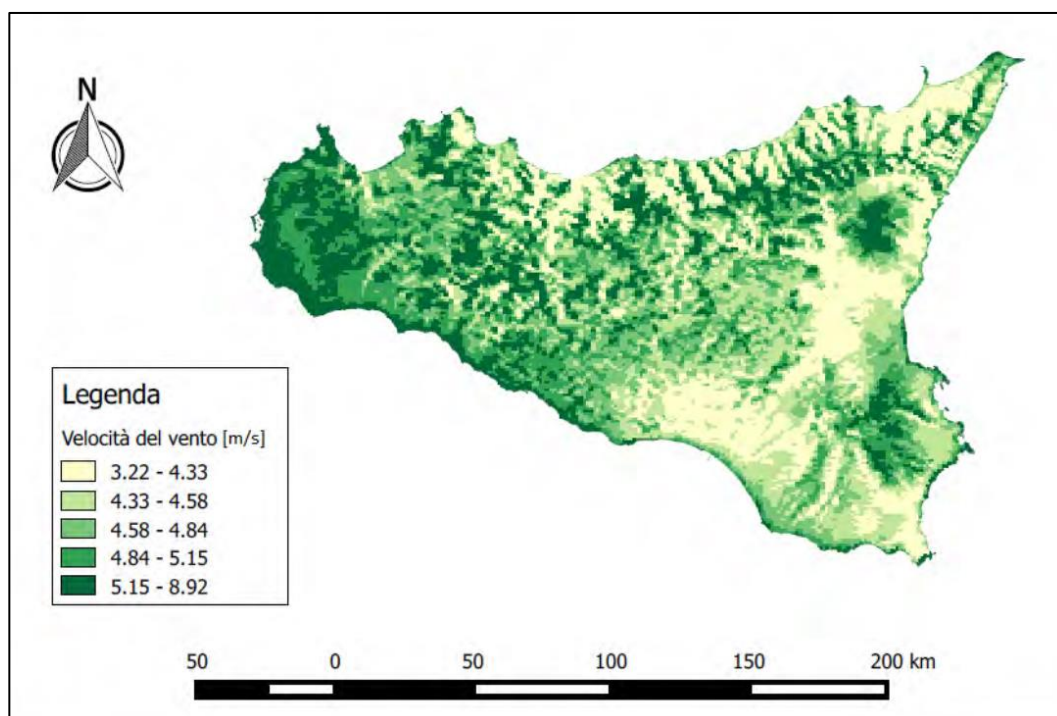 N
Legenda
Velocità del vento [m/s]
3.22 - 4.33
4.33 - 4.58
4.58 - 4.84
4.84 - 5.15
5.15 - 8.92
50 0 50 100 150 200 km